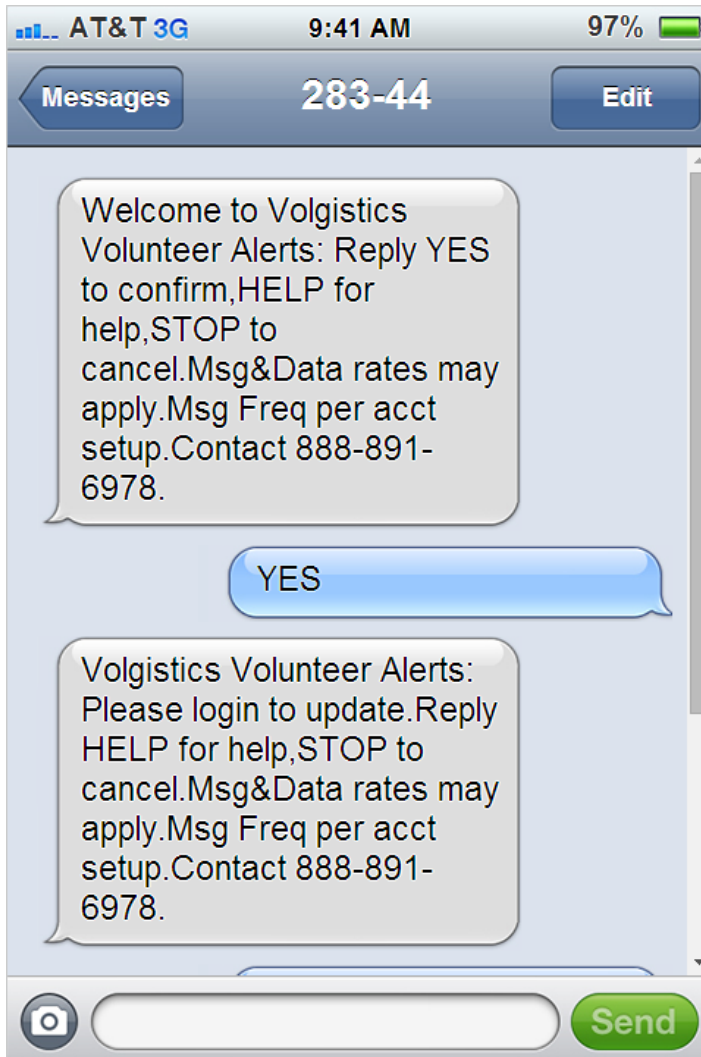 AT&T 3G 9:41 AM 97%
Messages 283-44 Edit
Welcome to Volgistics
Volunteer Alerts: Reply YES
to confirm,HELP for
help,STOP to
cancel.Msg&Data rates may
apply.Msg Freq per acct
setup.Contact 888-891-
6978.
YES
Volgistics Volunteer Alerts:
Please login to update.Reply
HELP for help,STOP to
cancel.Msg&Data rates may
apply.Msg Freq per acct
setup.Contact 888-891-
6978.
Send